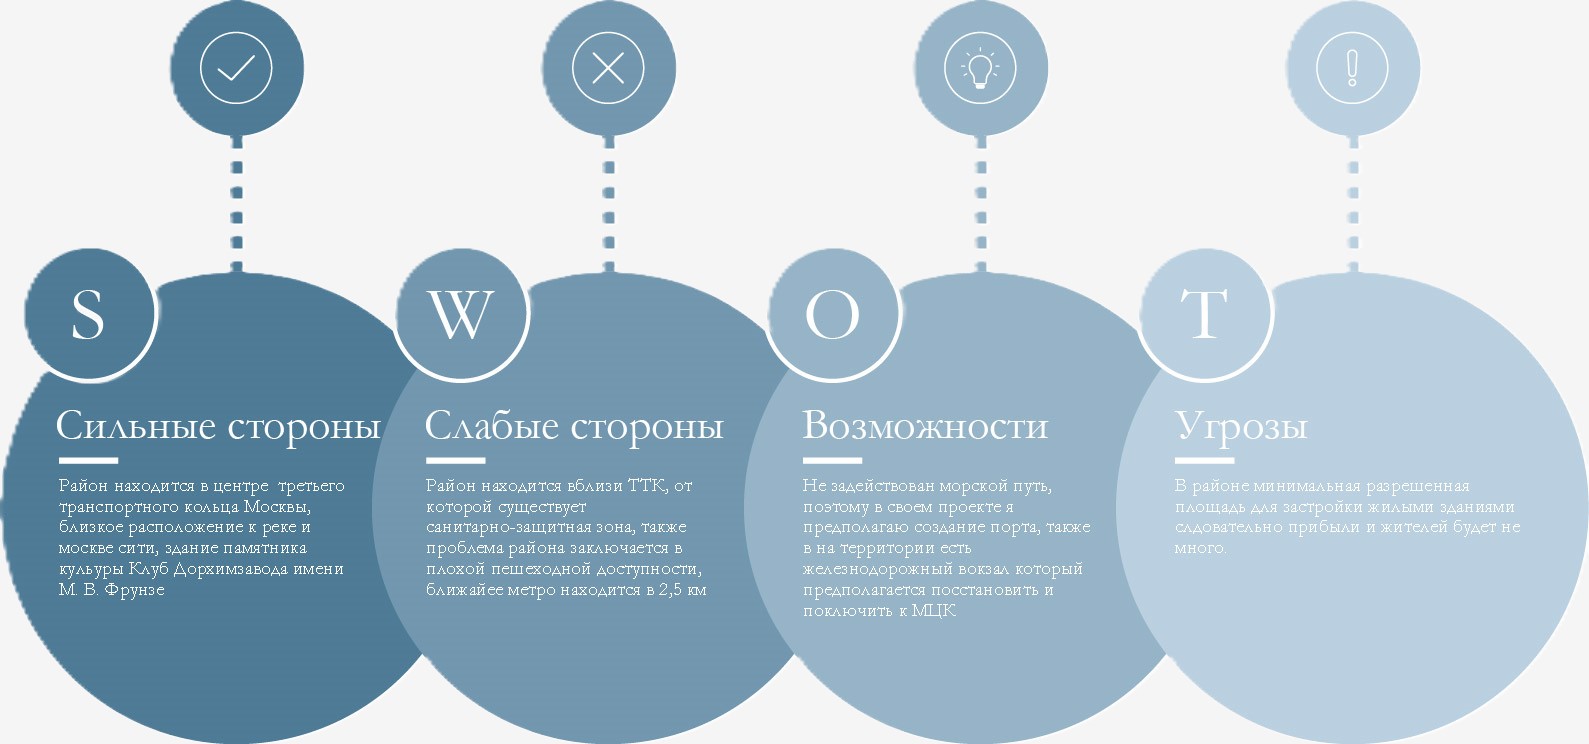 S
Сильные стороны
Район находится в центре третьего
транспортного кольца Москвы,
близкое расположение к реке и
москве сити, здание памятника
культуры Клуб Дорхимзавода имени
М. В. Фрунзе
W
Слабые стороны
Район находится вблизи ТТК, от
которой существует
санитарно-защитная зона, также
проблема района заключается в
плохой пешеходной доступности,
ближайее метро находится в 2,5 км
O
Возможности
Не задействован морской путь,
поэтому в своем проекте я
предполагаю создание порта, также
в на территории есть
железнодорожный вокзал который
предполагается посстановить и
поключить к МЦК
T
Угрозы
В районе минимальная разрешенная
площадь для застройки жилыми зданиями
слдовательно прибыли и жителей будет не
много.